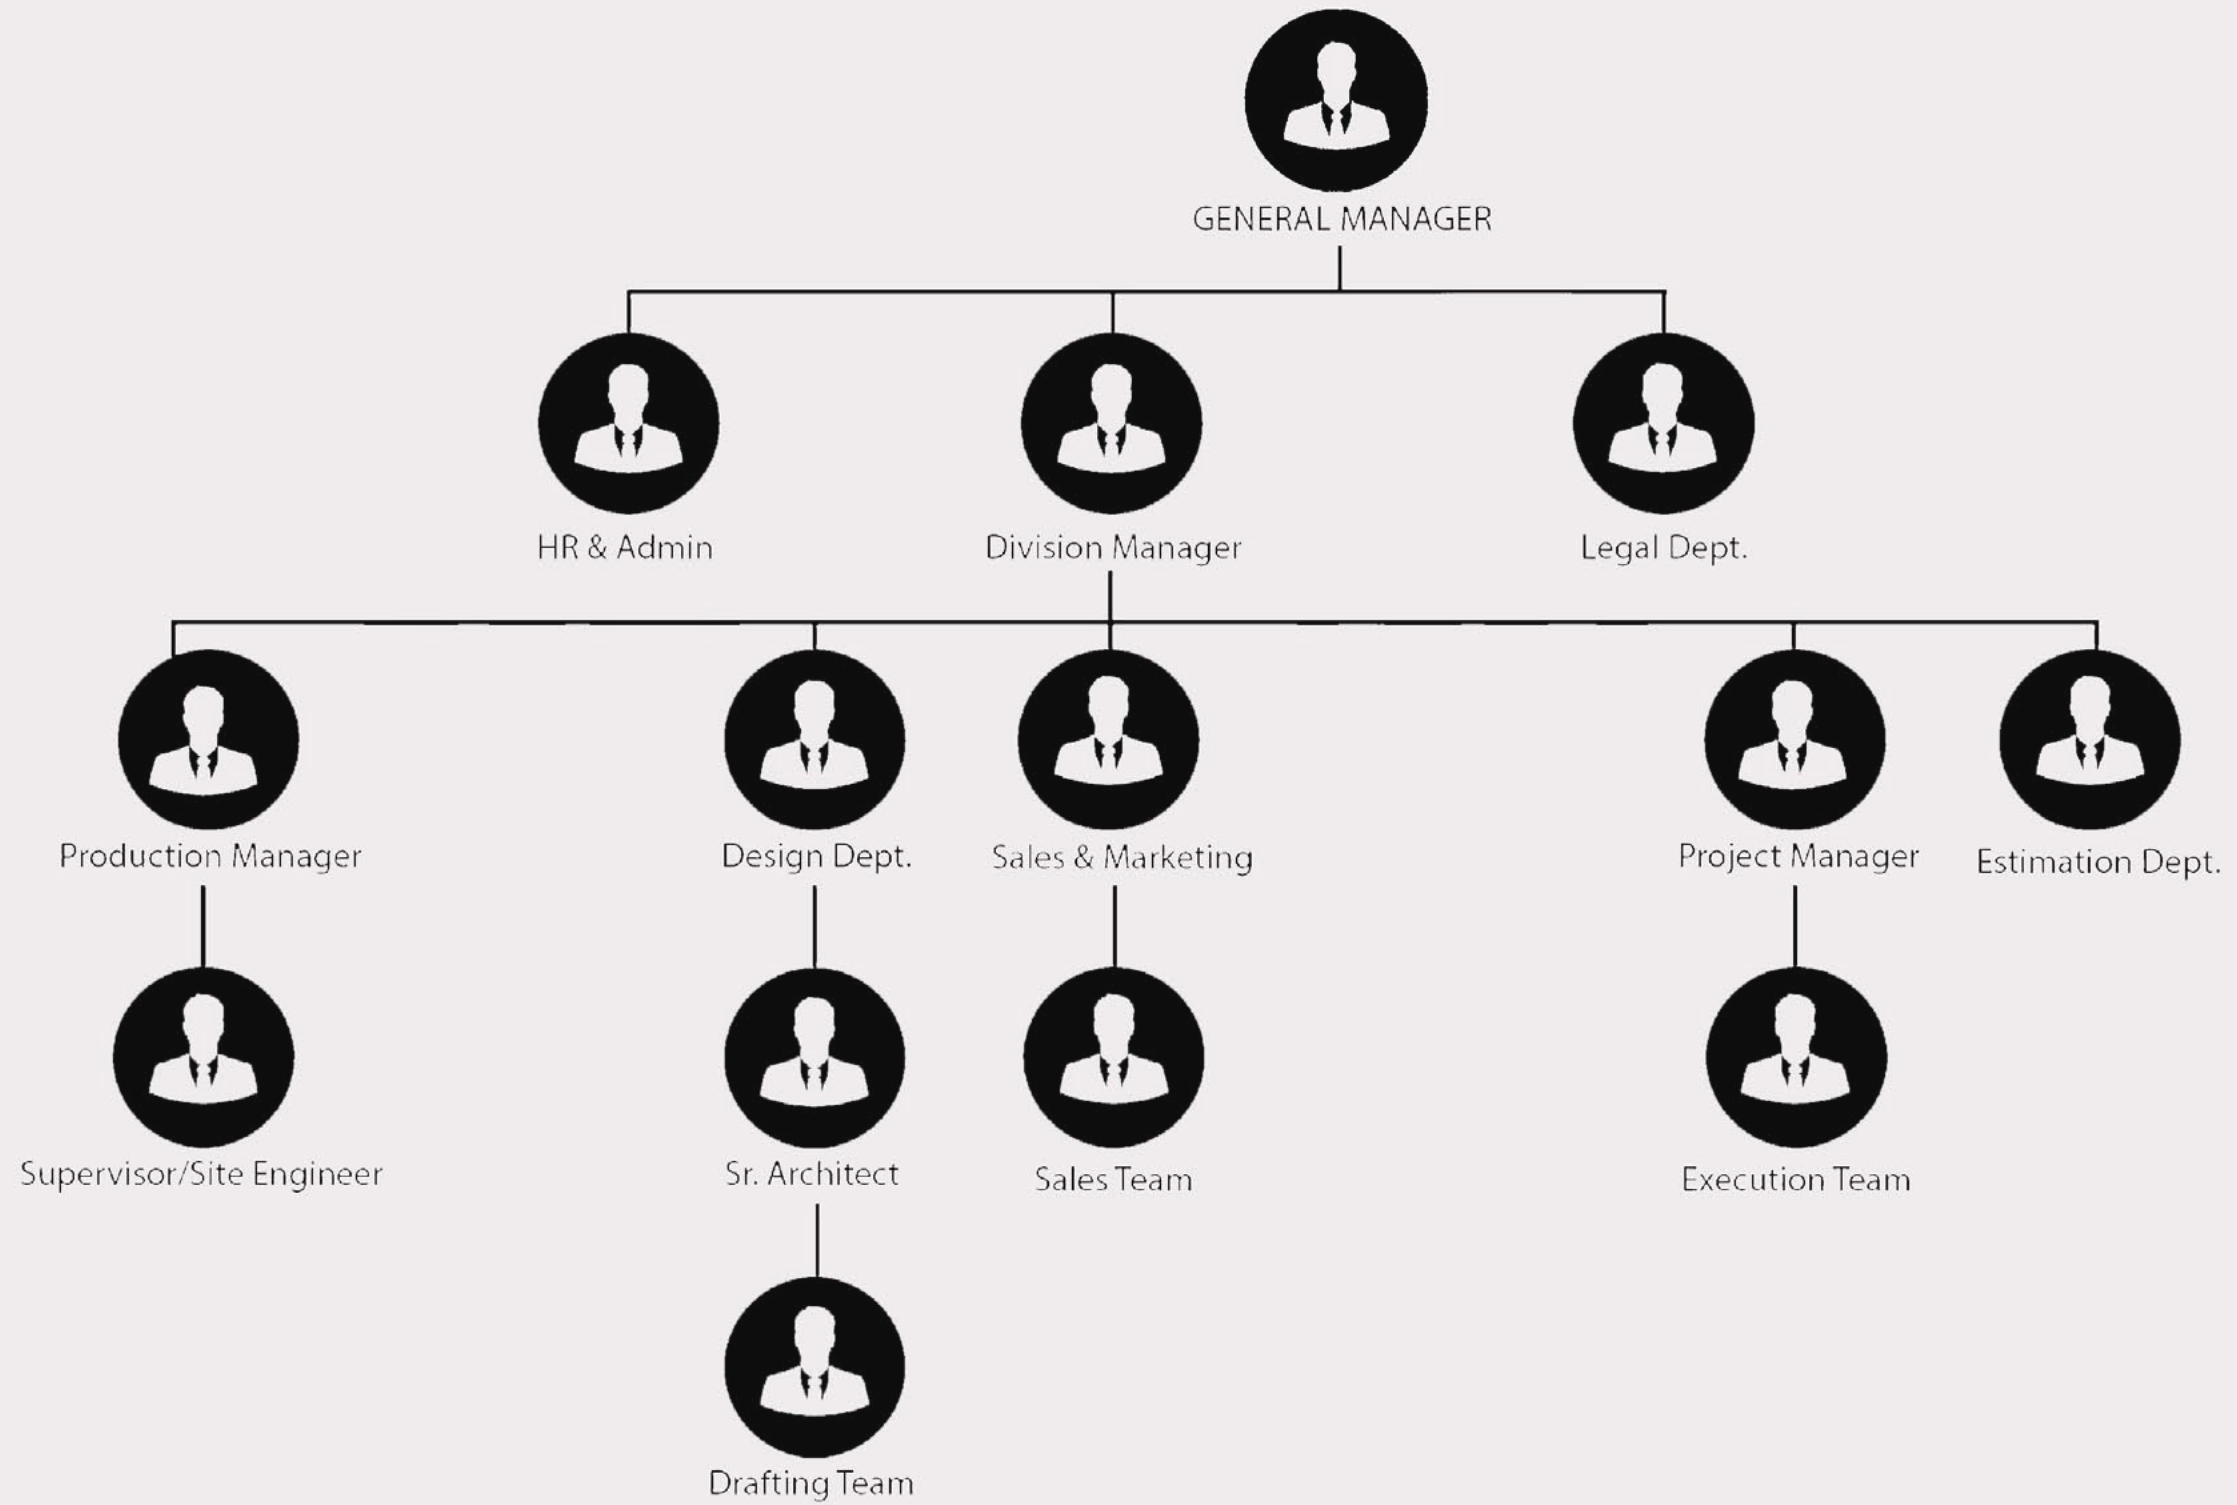 GENERAL MANAGER
HR & Admin
Division Manager
Legal Dept.
Production Manager
Design Dept.
Sales & Marketing
Project Manager
Estimation Dept.
Supervisor/Site Engineer
Sr. Architect
Sales Team
Execution Team
Drafting Team